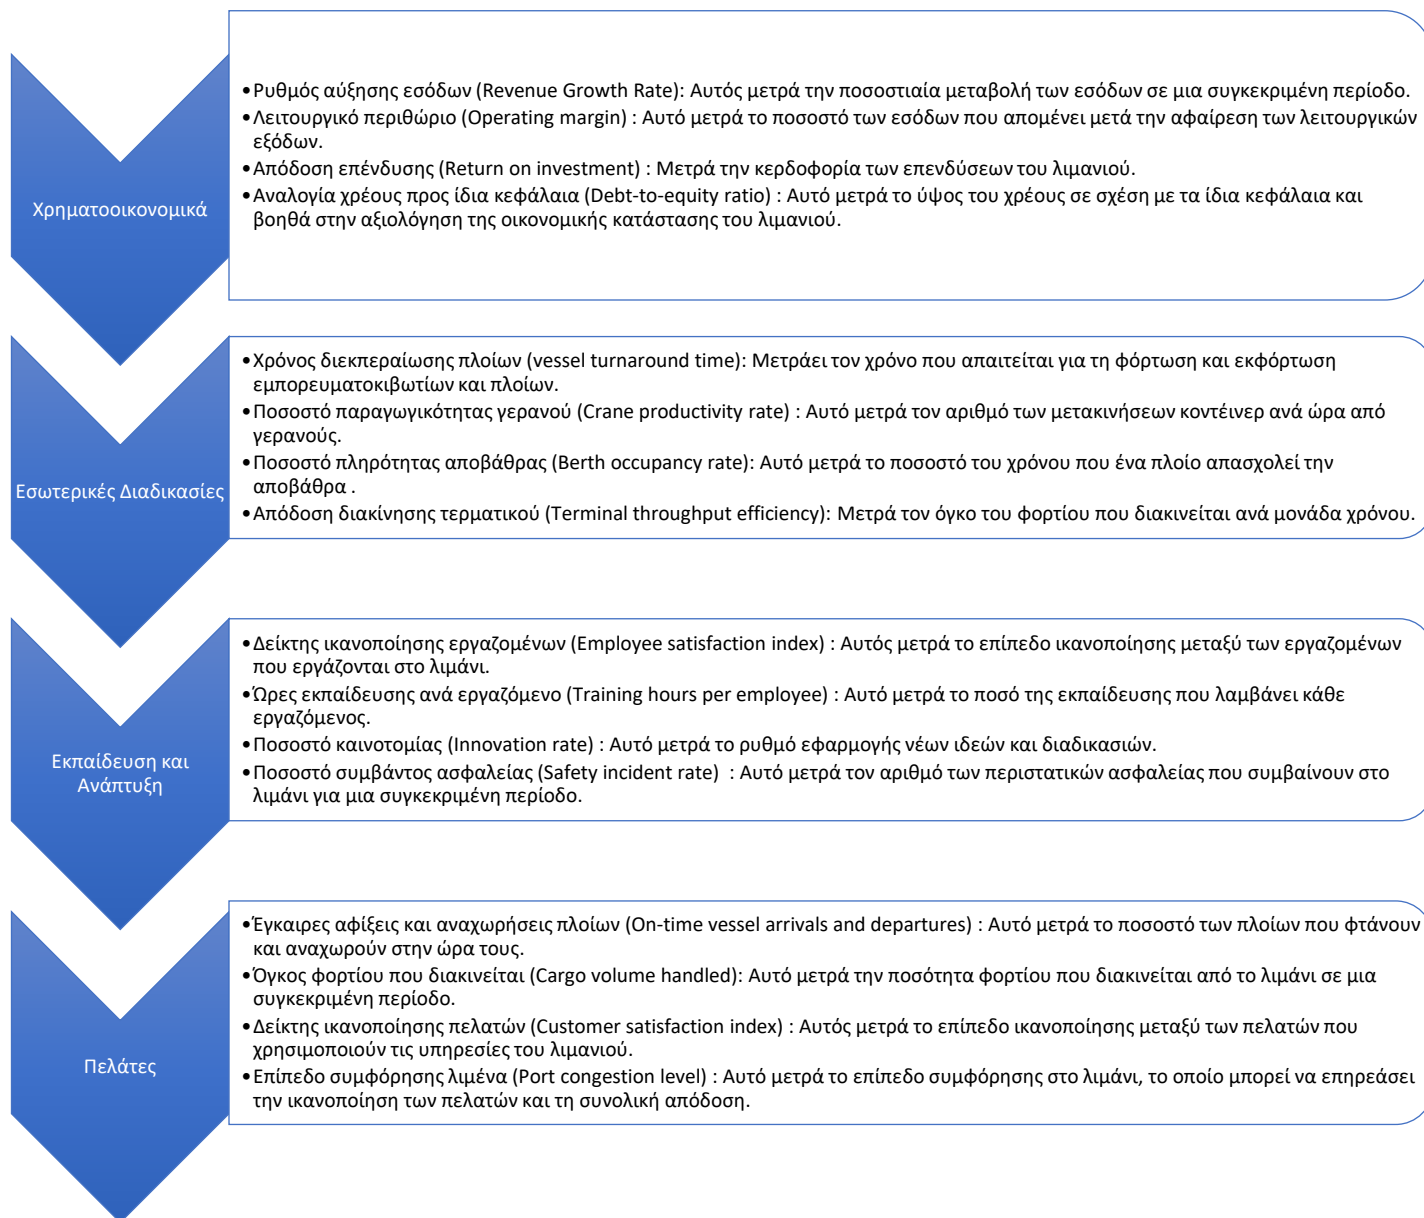 Χρηματοοικονομικά
•Ρυθμός αύξησης εσόδων (Revenue Growth Rate): Αυτός μετρά την ποσοστιαία μεταβολή των εσόδων σε μια συγκεκριμένη περίοδο.
•Λειτουργικό περιθώριο (Operating margin) : Αυτό μετρά το ποσοστό των εσόδων που απομένει μετά την αφαίρεση των λειτουργικών
εξόδων.
•Απόδοση επένδυσης (Return on investment) : Μετρά την κερδοφορία των επενδύσεων του λιμανιού.
•Αναλογία χρέους προς ίδια κεφάλαια (Debt-to-equity ratio) : Αυτό μετρά το ύψος του χρέους σε σχέση με τα ίδια κεφάλαια και
βοηθά στην αξιολόγηση της οικονομικής κατάστασης του λιμανιού.
Εσωτερικές Διαδικασίες
•Χρόνος διεκπεραίωσης πλοίων (vessel turnaround time): Μετράει τον χρόνο που απαιτείται για τη φόρτωση και εκφόρτωση
εμπορευματοκιβωτίων και πλοίων.
•Ποσοστό παραγωγικότητας γερανού (Crane productivity rate) : Αυτό μετρά τον αριθμό των μετακινήσεων κοντέινερ ανά ώρα από
γερανούς.
•Ποσοστό πληρότητας αποβάθρας (Berth occupancy rate): Αυτό μετρά το ποσοστό του χρόνου που ένα πλοίο απασχολεί την
αποβάθρα .
•Απόδοση διακίνησης τερματικού (Terminal throughput efficiency): Μετρά τον όγκο του φορτίου που διακινείται ανά μονάδα χρόνου.
Εκπαίδευση και
Ανάπτυξη
•Δείκτης ικανοποίησης εργαζομένων (Employee satisfaction index) : Αυτός μετρά το επίπεδο ικανοποίησης μεταξύ των εργαζομένων
που εργάζονται στο λιμάνι.
•Ώρες εκπαίδευσης ανά εργαζόμενο (Training hours per employee) : Αυτό μετρά το ποσό της εκπαίδευσης που λαμβάνει κάθε
εργαζόμενος.
•Ποσοστό καινοτομίας (Innovation rate) : Αυτό μετρά το ρυθμό εφαρμογής νέων ιδεών και διαδικασιών.
•Ποσοστό συμβάντος ασφαλείας (Safety incident rate)  : Αυτό μετρά τον αριθμό των περιστατικών ασφαλείας που συμβαίνουν στο
λιμάνι για μια συγκεκριμένη περίοδο.
Πελάτες
•Έγκαιρες αφίξεις και αναχωρήσεις πλοίων (On-time vessel arrivals and departures) : Αυτό μετρά το ποσοστό των πλοίων που φτάνουν
και αναχωρούν στην ώρα τους.
•Όγκος φορτίου που διακινείται (Cargo volume handled): Αυτό μετρά την ποσότητα φορτίου που διακινείται από το λιμάνι σε μια
συγκεκριμένη περίοδο.
•Δείκτης ικανοποίησης πελατών (Customer satisfaction index) : Αυτός μετρά το επίπεδο ικανοποίησης μεταξύ των πελατών που
χρησιμοποιούν τις υπηρεσίες του λιμανιού.
•Επίπεδο συμφόρησης λιμένα (Port congestion level) : Αυτό μετρά το επίπεδο συμφόρησης στο λιμάνι, το οποίο μπορεί να επηρεάσει
την ικανοποίηση των πελατών και τη συνολική απόδοση.